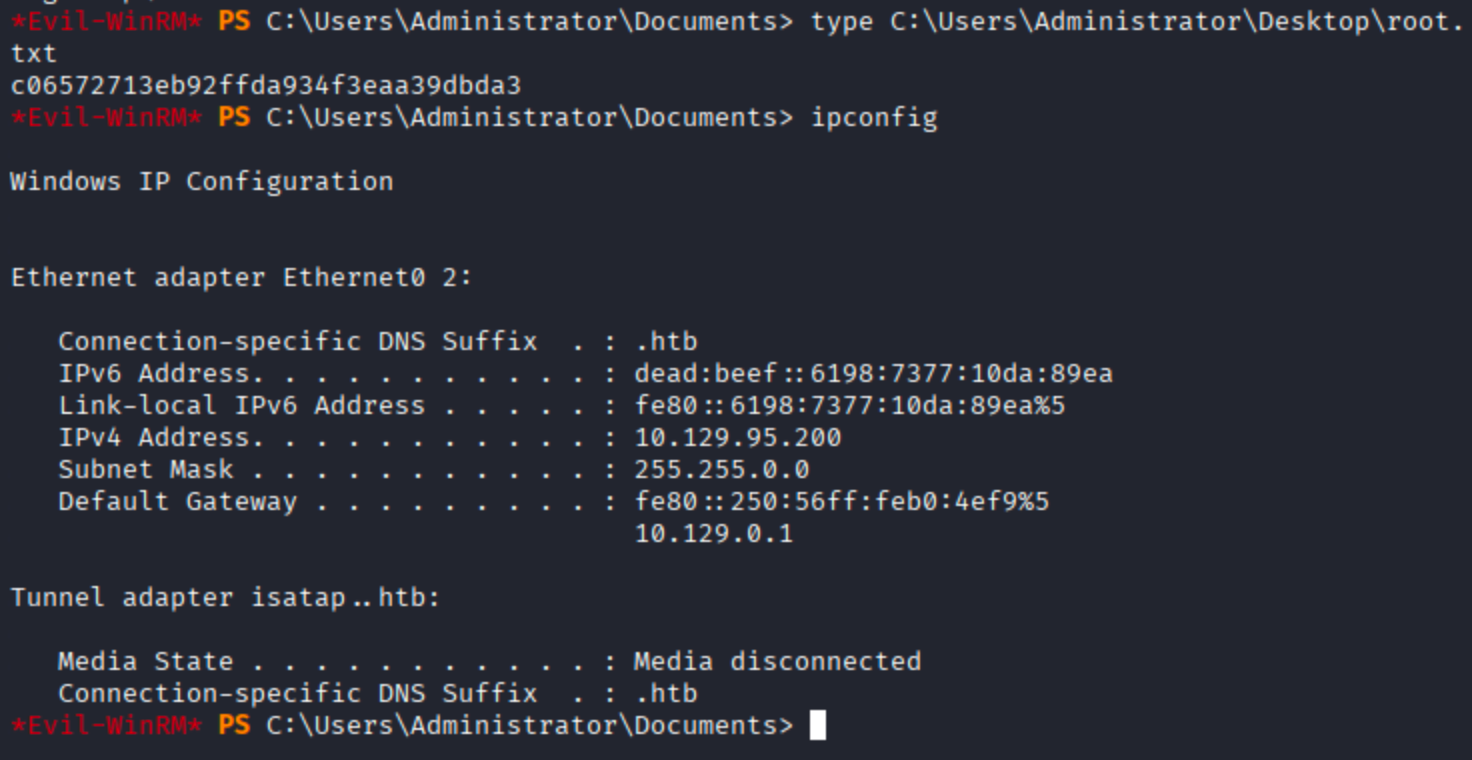 *Evil-WinRM* PS C:\Users\Administrator\Documents> type C:\Users\Administrator\Desktop\root.
txt
c06572713eb92ffda934f3eaa39dbda3
*Evil-WinRM* PS C:\Users\Administrator\Documents> ipconfig
Windows IP Configuration
Ethernet adapter Ethernet0 2:
   Connection-specific DNS Suffix  . : .htb
   IPv6 Address. . . . . . . . . . . : dead:beef::6198:7377:10da:89ea
   Link-local IPv6 Address . . . . . : fe80::6198:7377:10da:89ea%5
   IPv4 Address. . . . . . . . . . . : 10.129.95.200
   Subnet Mask . . . . . . . . . . . : 255.255.0.0
   Default Gateway . . . . . . . . . : fe80::250:56ff:feb0:4ef9%5
                                       10.129.0.1
Tunnel adapter isatap..htb:
   Media State . . . . . . . . . . . : Media disconnected
   Connection-specific DNS Suffix  . : .htb
*Evil-WinRM* PS C:\Users\Administrator\Documents>